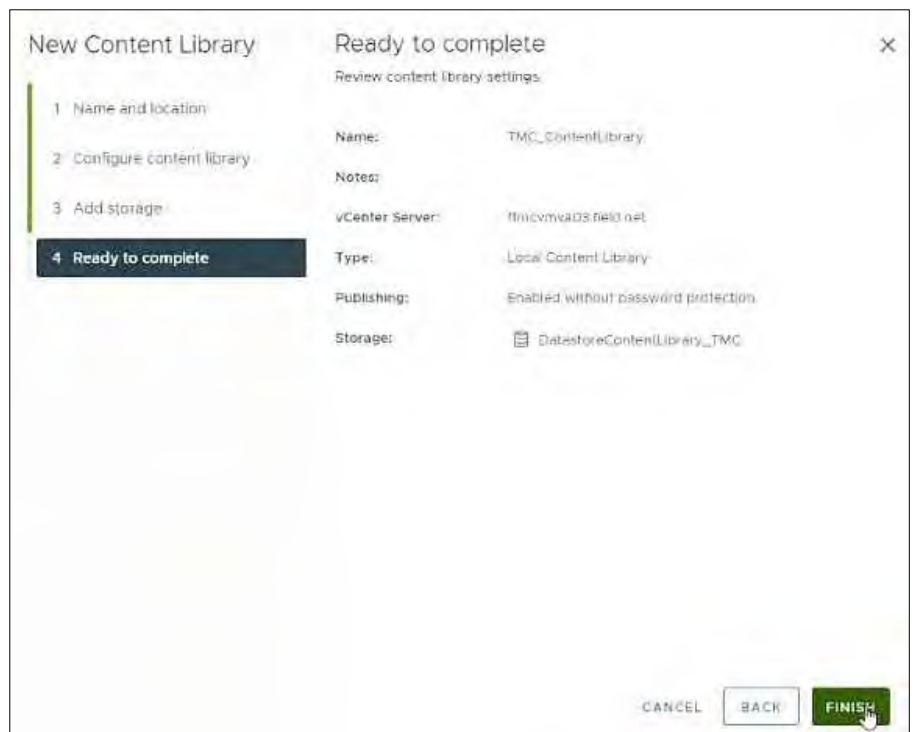 New Content Library
1 Name and location
2 Configure content library
3 Add storage
4 Ready to complete
Ready to complete
Review content library settings.
Name: TMC_ContentLibrary
Notes:
vCenter Server:
Type: Local Content Library
Publishing: Enabled without password protection
Storage: DatastoreContentLibrary_TMC
CANCEL BACK FINISH